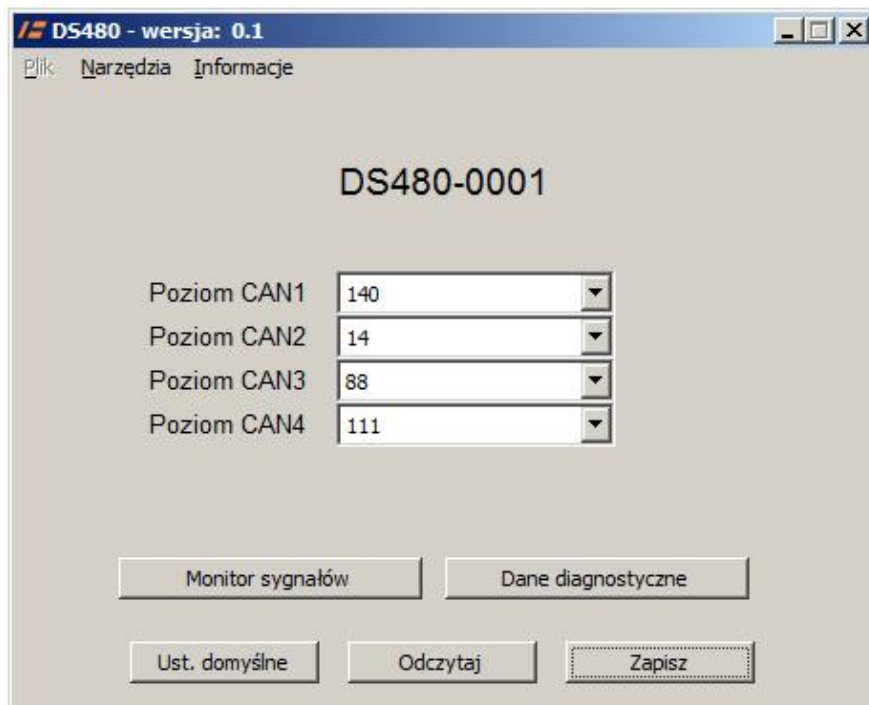 DS480 - wersja: 0.1
Plik Narzędzia Informacje
DS480-0001
Poziom CAN1 140
Poziom CAN2 14
Poziom CAN3 88
Poziom CAN4 111
Monitor sygnałów Dane diagnostyczne
Ust. domyślne Odczytaj Zapisz